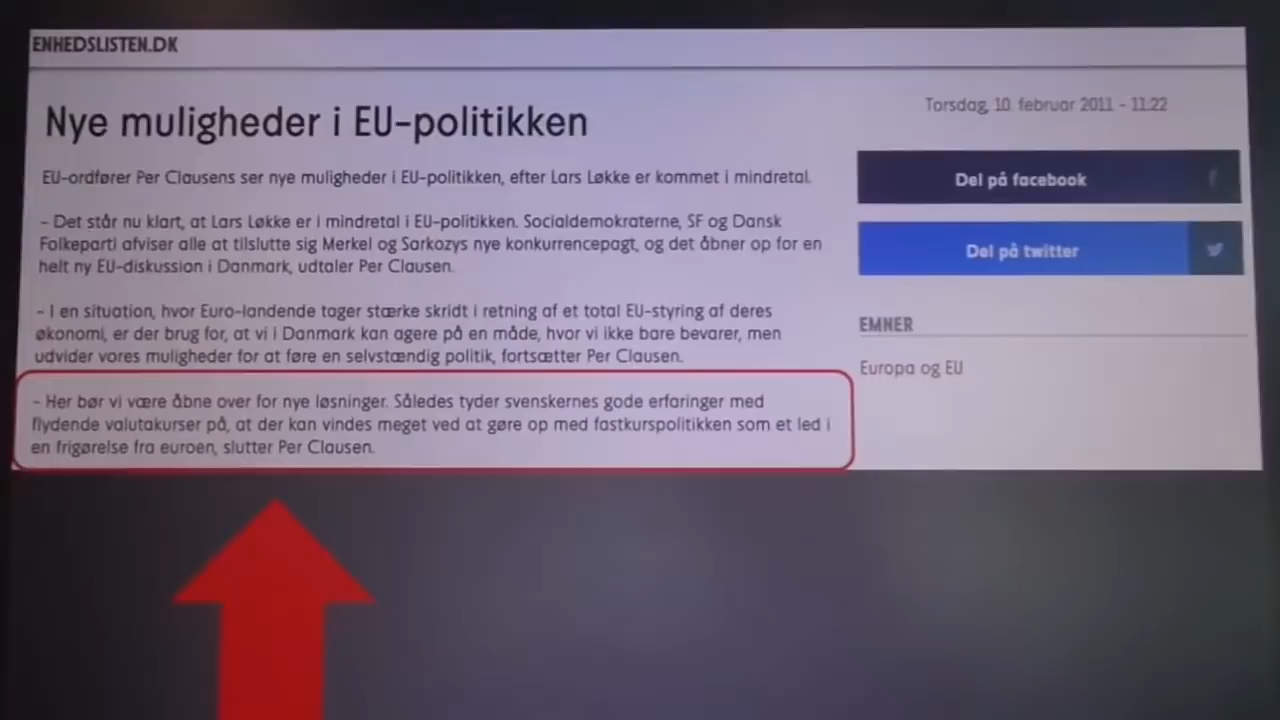 ENHEDSLISTEN.DK
Nye muligheder i EU-politikken
EU-ordfører Per Clausens ser nye muligheder i EU-politikken, efter Lars Løkke er kommet i mindretal.
- Det står nu klart, at Lars Løkke er i mindretal i EU-politikken. Socialdemokraterne, SF og Dansk
Folkeparti afviser alle at tilslutte sig Merkel og Sarkozys nye konkurrencepagt, og det åbner op for en
helt ny EU-diskussion i Danmark, udtaler Per Clausen.
- I en situation, hvor Euro-landende tager stærke skridt i retning af et total EU-styring af deres
økonomi, er der brug for, at vi i Danmark kan agere på en måde, hvor vi ikke bare bevarer, men
udvider vores muligheder for at føre en selvstændig politik, fortsætter Per Clausen.
- Her bør vi være åbne over for nye løsninger. Således tyder svenskernes gode erfaringer med
flydende valutakurser på, at der kan vindes meget ved at gøre op med fastkurspolitikken som et led i
en frigørelse fra euroen, slutter Per Clausen.
Torsdag, 10. februar 2011 - 11:22
Del på facebook
Del på twitter
EMNER
Europa og EU